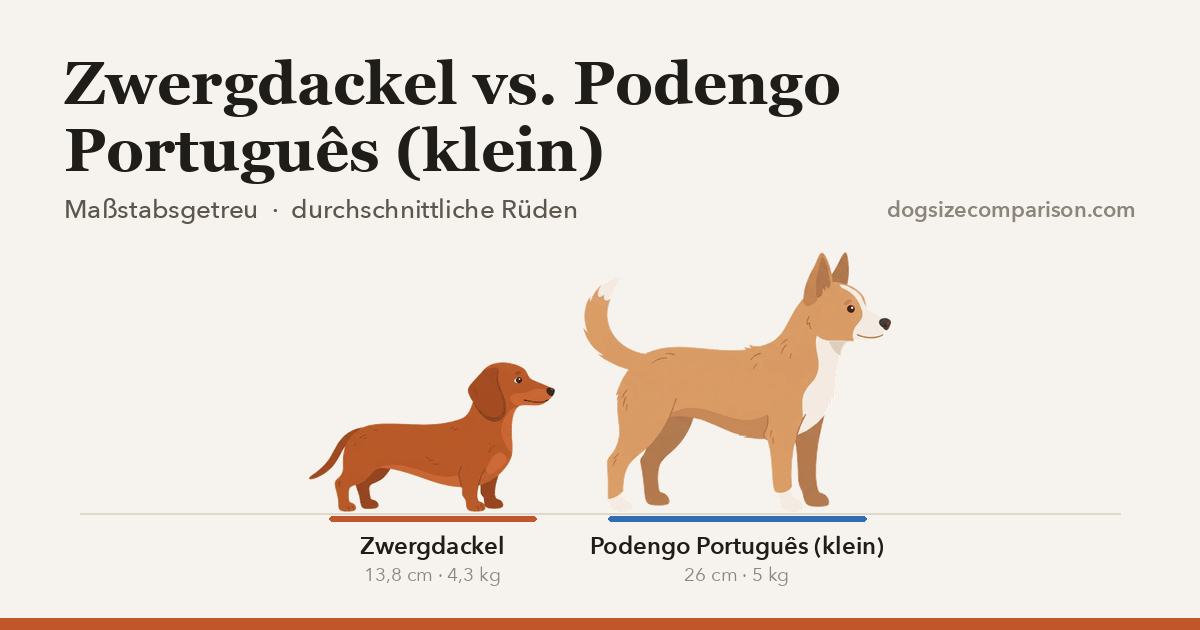 Zwergdackel vs. Podengo
Português (klein)
Maßstabsgetreu · durchschnittliche Rüden
dogsizecomparison.com
Zwergdackel
13,8 cm · 4,3 kg
Podengo Português (klein)
26 cm · 5 kg